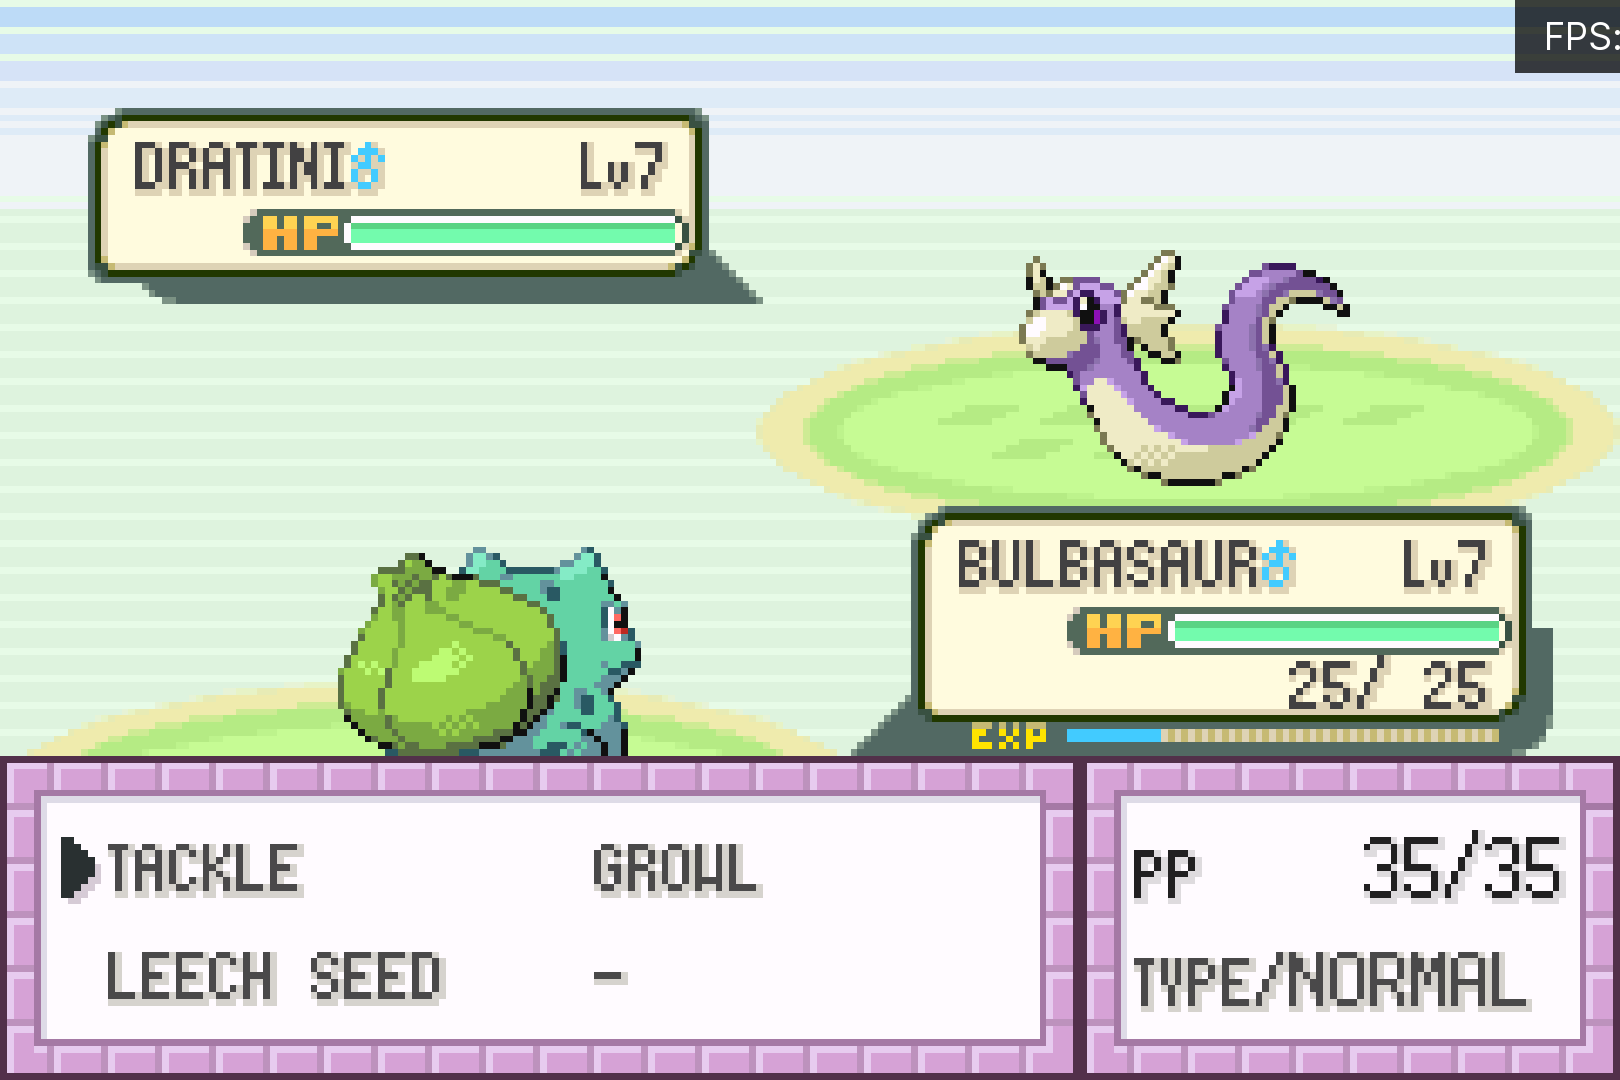 FPS:
DRATINI♂ Lv7
HP
BULBASAUR♂ Lv7
HP
25/ 25
EXP
▶TACKLE GROWL
LEECH SEED -
PP 35/35
TYPE/NORMAL